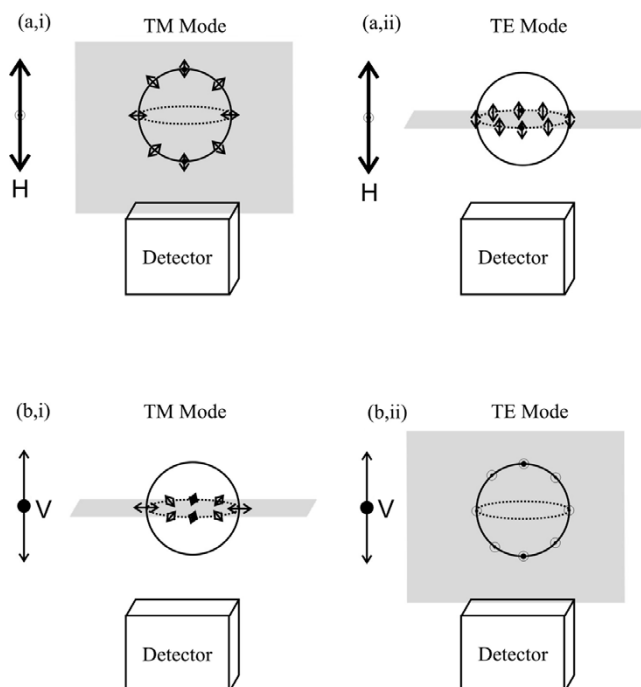 (a,i)
TM Mode
H
Detector
(a,ii)
TE Mode
H
Detector
(b,i)
TM Mode
V
Detector
(b,ii)
TE Mode
V
Detector